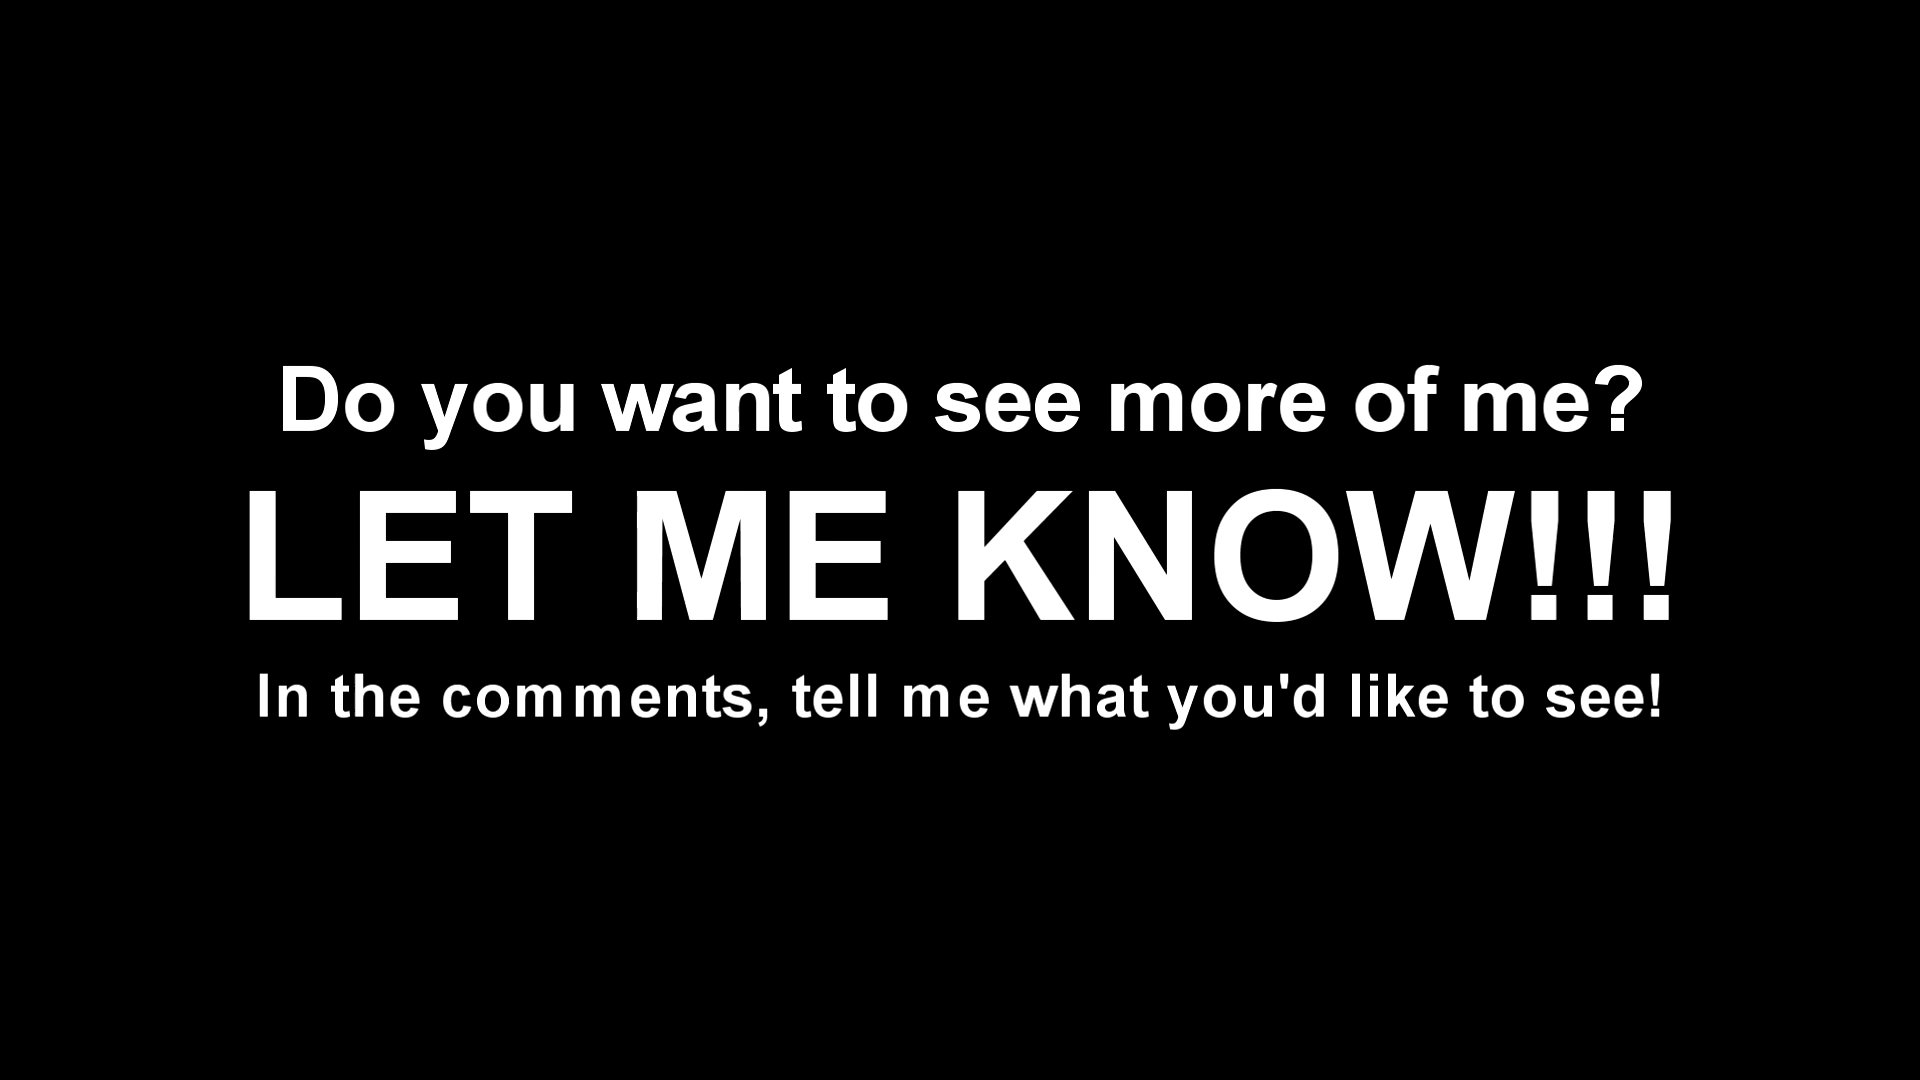 Do you want to see more of me?
LET ME KNOW!!!
In the comments, tell me what you'd like to see!